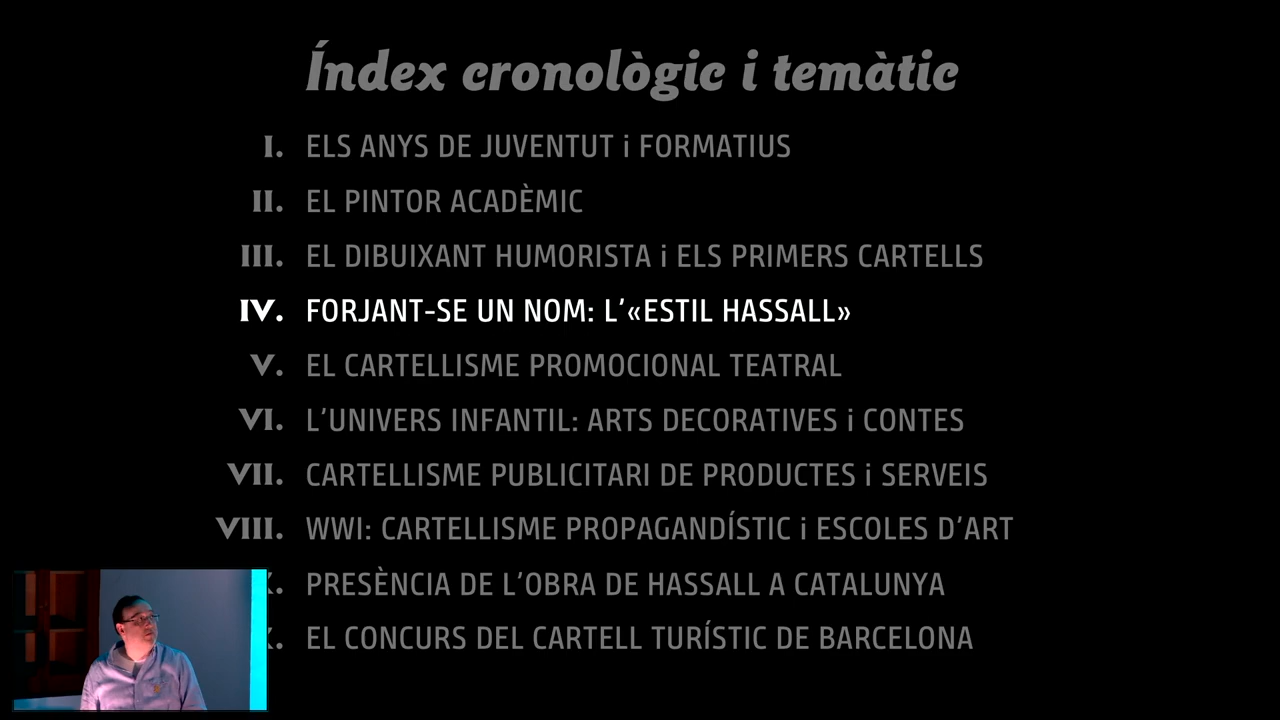 Índex cronològic i temàtic
I. ELS ANYS DE JUVENTUT i FORMATIUS
II. EL PINTOR ACADÈMIC
III. EL DIBUIXANT HUMORISTA i ELS PRIMERS CARTELLS
IV. FORJANT-SE UN NOM: L’«ESTIL HASSALL»
V. EL CARTELLISME PROMOCIONAL TEATRAL
VI. L’UNIVERS INFANTIL: ARTS DECORATIVES i CONTES
VII. CARTELLISME PUBLICITARI DE PRODUCTES i SERVEIS
VIII. WWI: CARTELLISME PROPAGANDÍSTIC i ESCOLES D’ART
PRESÈNCIA DE L’OBRA DE HASSALL A CATALUNYA
EL CONCURS DEL CARTELL TURÍSTIC DE BARCELONA